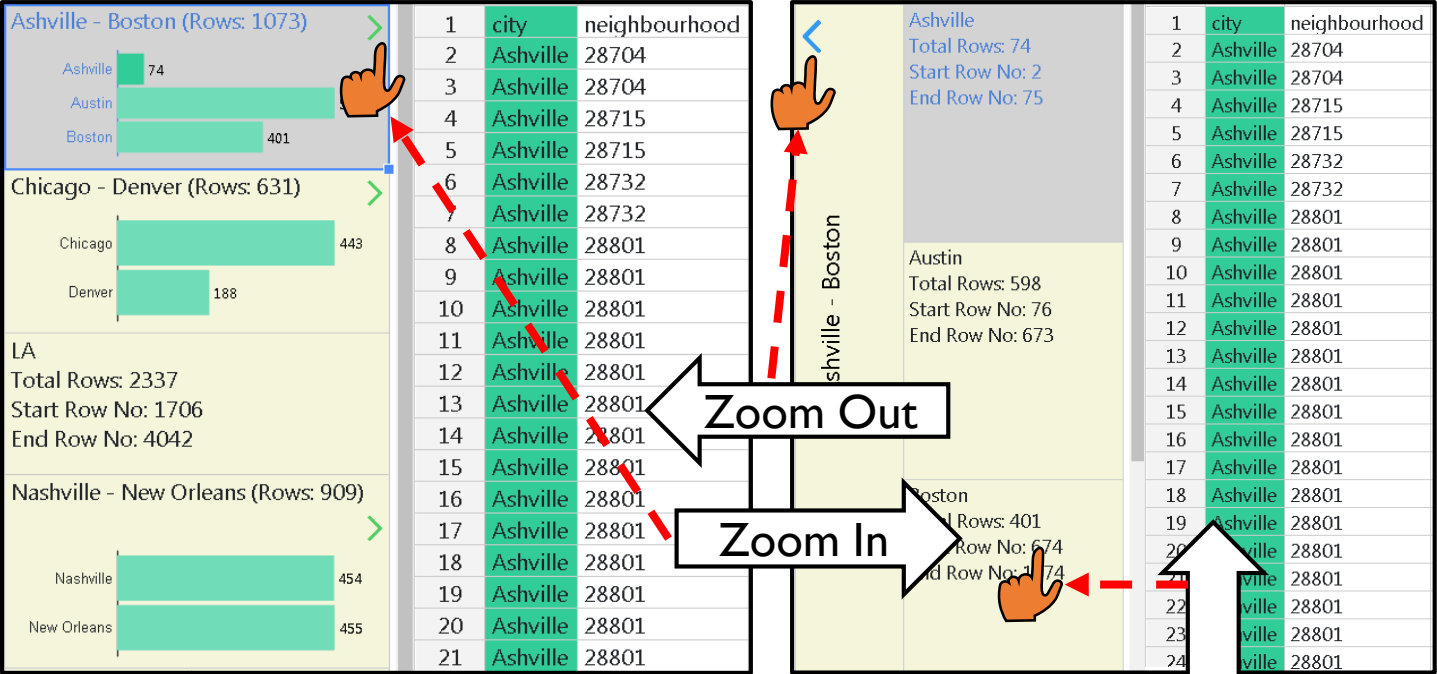 Ashville - Boston (Rows: 1073)
Ashville 74
Austin
Boston 401
Chicago - Denver (Rows: 631)
Chicago 443
Denver 188
LA
Total Rows: 2337
Start Row No: 1706
End Row No: 4042
Nashville - New Orleans (Rows: 909)
Nashville 454
New Orleans 455
1 city neighbourhood
2 Ashville 28704
3 Ashville 28704
4 Ashville 28715
5 Ashville 28715
6 Ashville 28732
7 Ashville 28732
8 Ashville 28801
9 Ashville 28801
10 Ashville 28801
11 Ashville 28801
12 Ashville 28801
13 Ashville 28801
14 Ashville 28801
15 Ashville 28801
16 Ashville 28801
17 Ashville 28801
18 Ashville 28801
19 Ashville 28801
20 Ashville 28801
21 Ashville 28801
Zoom Out
Zoom In
shville - Boston
Ashville
Total Rows: 74
Start Row No: 2
End Row No: 75
Austin
Total Rows: 598
Start Row No: 76
End Row No: 673
Boston
Rows: 401
Row No: 674
End Row No:
1 city neighbourhood
2 Ashville 28704
3 Ashville 28704
4 Ashville 28715
5 Ashville 28715
6 Ashville 28732
7 Ashville 28732
8 Ashville 28801
9 Ashville 28801
10 Ashville 28801
11 Ashville 28801
12 Ashville 28801
13 Ashville 28801
14 Ashville 28801
15 Ashville 28801
16 Ashville 28801
17 Ashville 28801
18 Ashville 28801
19 Ashville 28801
20 ville 28801
21 ville 28801
22 ville 28801
23 ville 28801
24 ville 28801